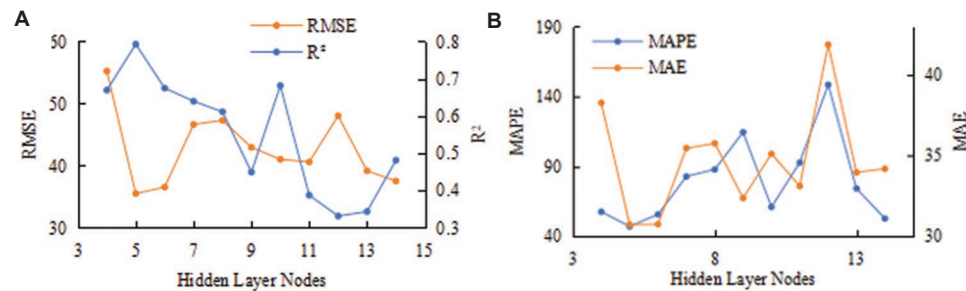 A
RMSE
R²
50
50
40
30
RMSE
0.8
0.7
0.6
0.5
0.4
0.3
R²
3 5 7 9 11 13 15
Hidden Layer Nodes
B
MAPE
MAE
190
140
90
40
MAPE
40
35
30
MAE
3 8 13
Hidden Layer Nodes